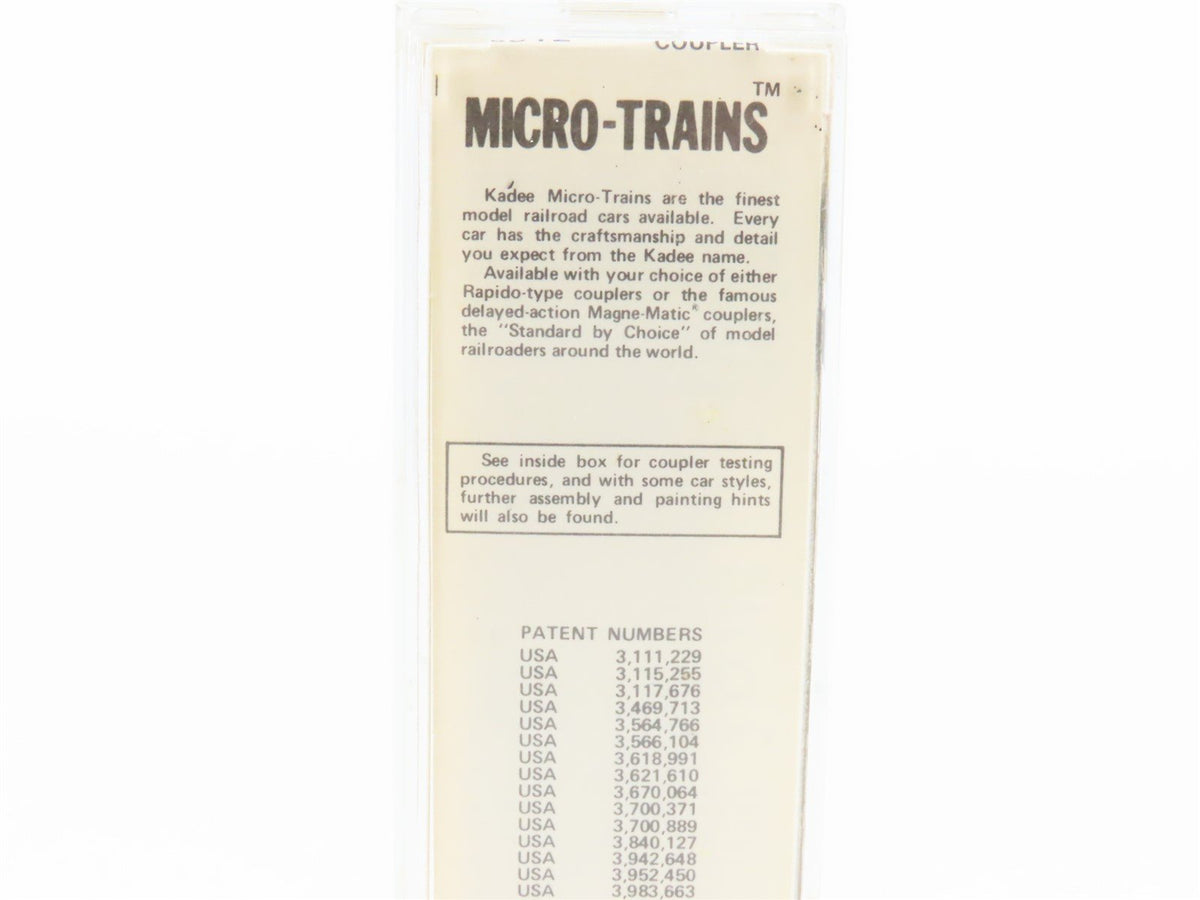 COUPLER
MICRO-TRAINS TM
Kadee Micro-Trains are the finest
model railroad cars available. Every
car has the craftsmanship and detail
you expect from the Kadee name.
Available with your choice of either
Rapido-type couplers or the famous
delayed-action Magne-Matic® couplers,
the "Standard by Choice" of model
railroaders around the world.
See inside box for coupler testing
procedures, and with some car styles,
further assembly and painting hints
will also be found.
PATENT NUMBERS
USA 3,111,229
USA 3,115,255
USA 3,117,676
USA 3,469,713
USA 3,564,766
USA 3,566,104
USA 3,618,991
USA 3,621,610
USA 3,670,064
USA 3,700,371
USA 3,700,889
USA 3,840,127
USA 3,942,648
USA 3,952,450
USA 3,983,663